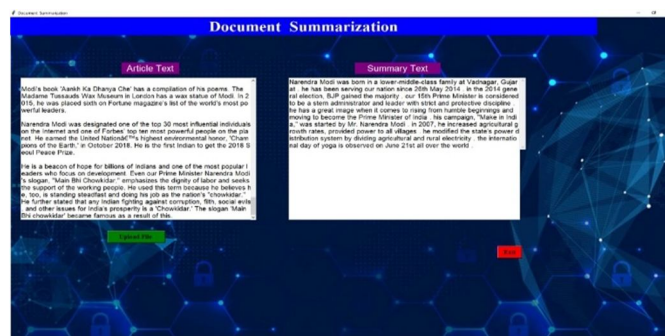 Document Summarization
Document Summarization
Article Text
Modi's book 'Aankh Ka Dhanya Che' has a compilation of his poems. The
Madame Tussauds Wax Museum in London has a wax statue of Modi. In 2
015, he was placed sixth on Fortune magazine's list of the world's most po
werful leaders.
Narendra Modi was designated one of the top 30 most influential individuals
on the Internet and one of Forbes' top ten most powerful people on the pla
net. He earned the United Nationsâ€™s highest environmental honor, 'Cham
pions of the Earth,' in October 2018. He is the first Indian to get the 2018 S
eoul Peace Prize.
He is a beacon of hope for billions of Indians and one of the most popular l
eaders who focus on development. Even our Prime Minister Narendra Modi
's slogan, "Main Bhi Chowkidar," emphasizes the dignity of labor and seeks
the support of the working people. He used this term because he believes h
e, too, is standing steadfast and doing his job as the nation's "chowkidar."
He further stated that any Indian fighting against corruption, filth, social evils
, and other issues for India's prosperity is a 'Chowkidar.' The slogan 'Main
Bhi chowkidar' became famous as a result of this.
Upload File
Summary Text
Narendra Modi was born in a lower-middle-class family at Vadnagar, Gujar
at . he has been serving our nation since 26th May 2014 . in the 2014 gene
ral election, BJP gained the majority . our 15th Prime Minister is considered
to be a stern administrator and leader with strict and protective discipline .
he has a great image when it comes to rising from humble beginnings and
moving to become the Prime Minister of India . his campaign, "Make in Indi
a," was started by Mr. Narendra Modi . in 2007, he increased agricultural g
rowth rates, provided power to all villages . he modified the state's power d
istribution system by dividing agricultural and rural electricity . the internatio
nal day of yoga is observed on June 21st all over the world .
Exit